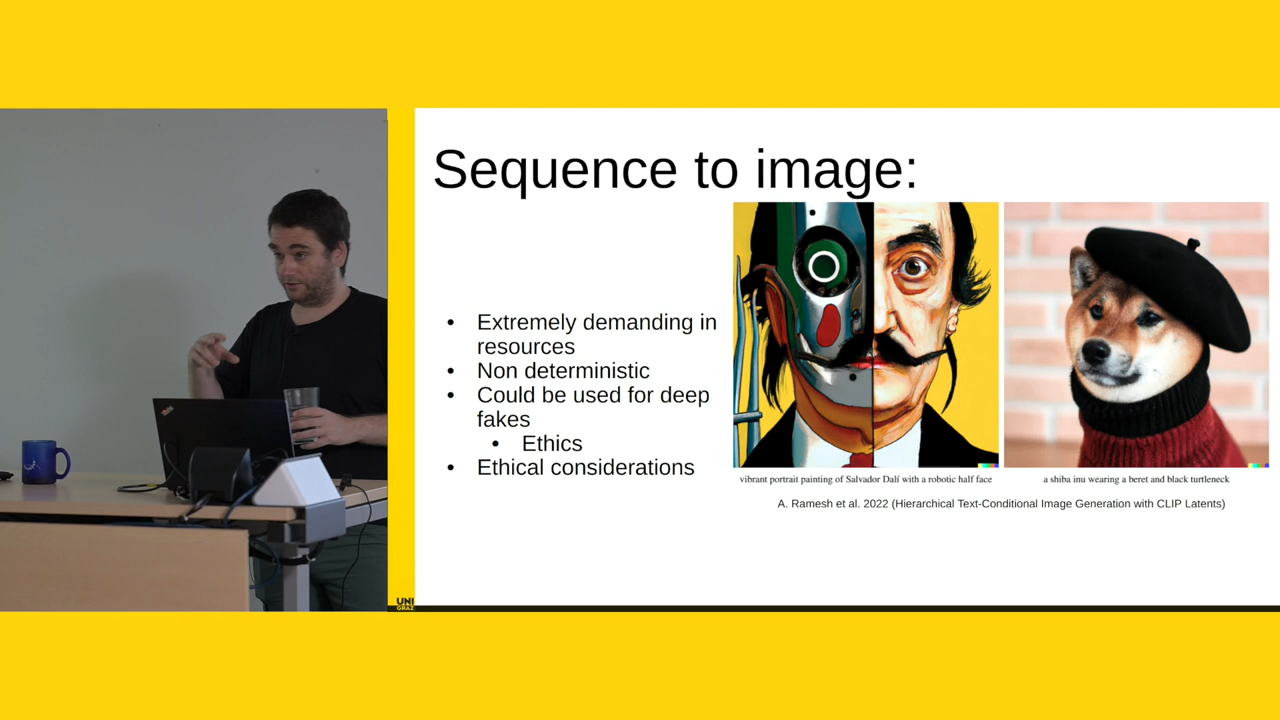 Sequence to image:
• Extremely demanding in
resources
• Non deterministic
• Could be used for deep
fakes
• Ethics
• Ethical considerations
vibrant portrait painting of Salvador Dalí with a robotic half face
a shiba inu wearing a beret and black turtleneck
A. Ramesh et al. 2022 (Hierarchical Text-Conditional Image Generation with CLIP Latents)
UNI
GRAZ